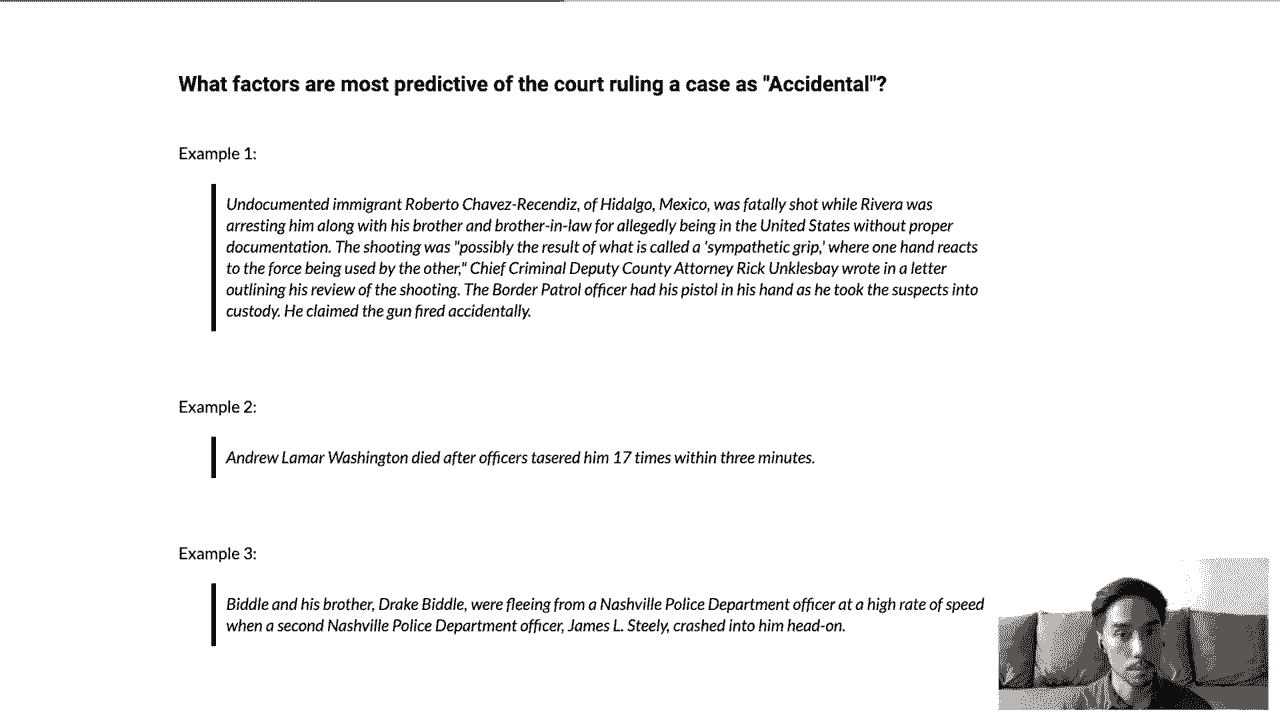 What factors are most predictive of the court ruling a case as "Accidental"?
Example 1:
Undocumented immigrant Roberto Chavez-Recendiz, of Hidalgo, Mexico, was fatally shot while Rivera was
arresting him along with his brother and brother-in-law for allegedly being in the United States without proper
documentation. The shooting was "possibly the result of what is called a 'sympathetic grip,' where one hand reacts
to the force being used by the other," Chief Criminal Deputy County Attorney Rick Unklesbay wrote in a letter
outlining his review of the shooting. The Border Patrol officer had his pistol in his hand as he took the suspects into
custody. He claimed the gun fired accidentally.
Example 2:
Andrew Lamar Washington died after officers tasered him 17 times within three minutes.
Example 3:
Biddle and his brother, Drake Biddle, were fleeing from a Nashville Police Department officer at a high rate of speed
when a second Nashville Police Department officer, James L. Steely, crashed into him head-on.